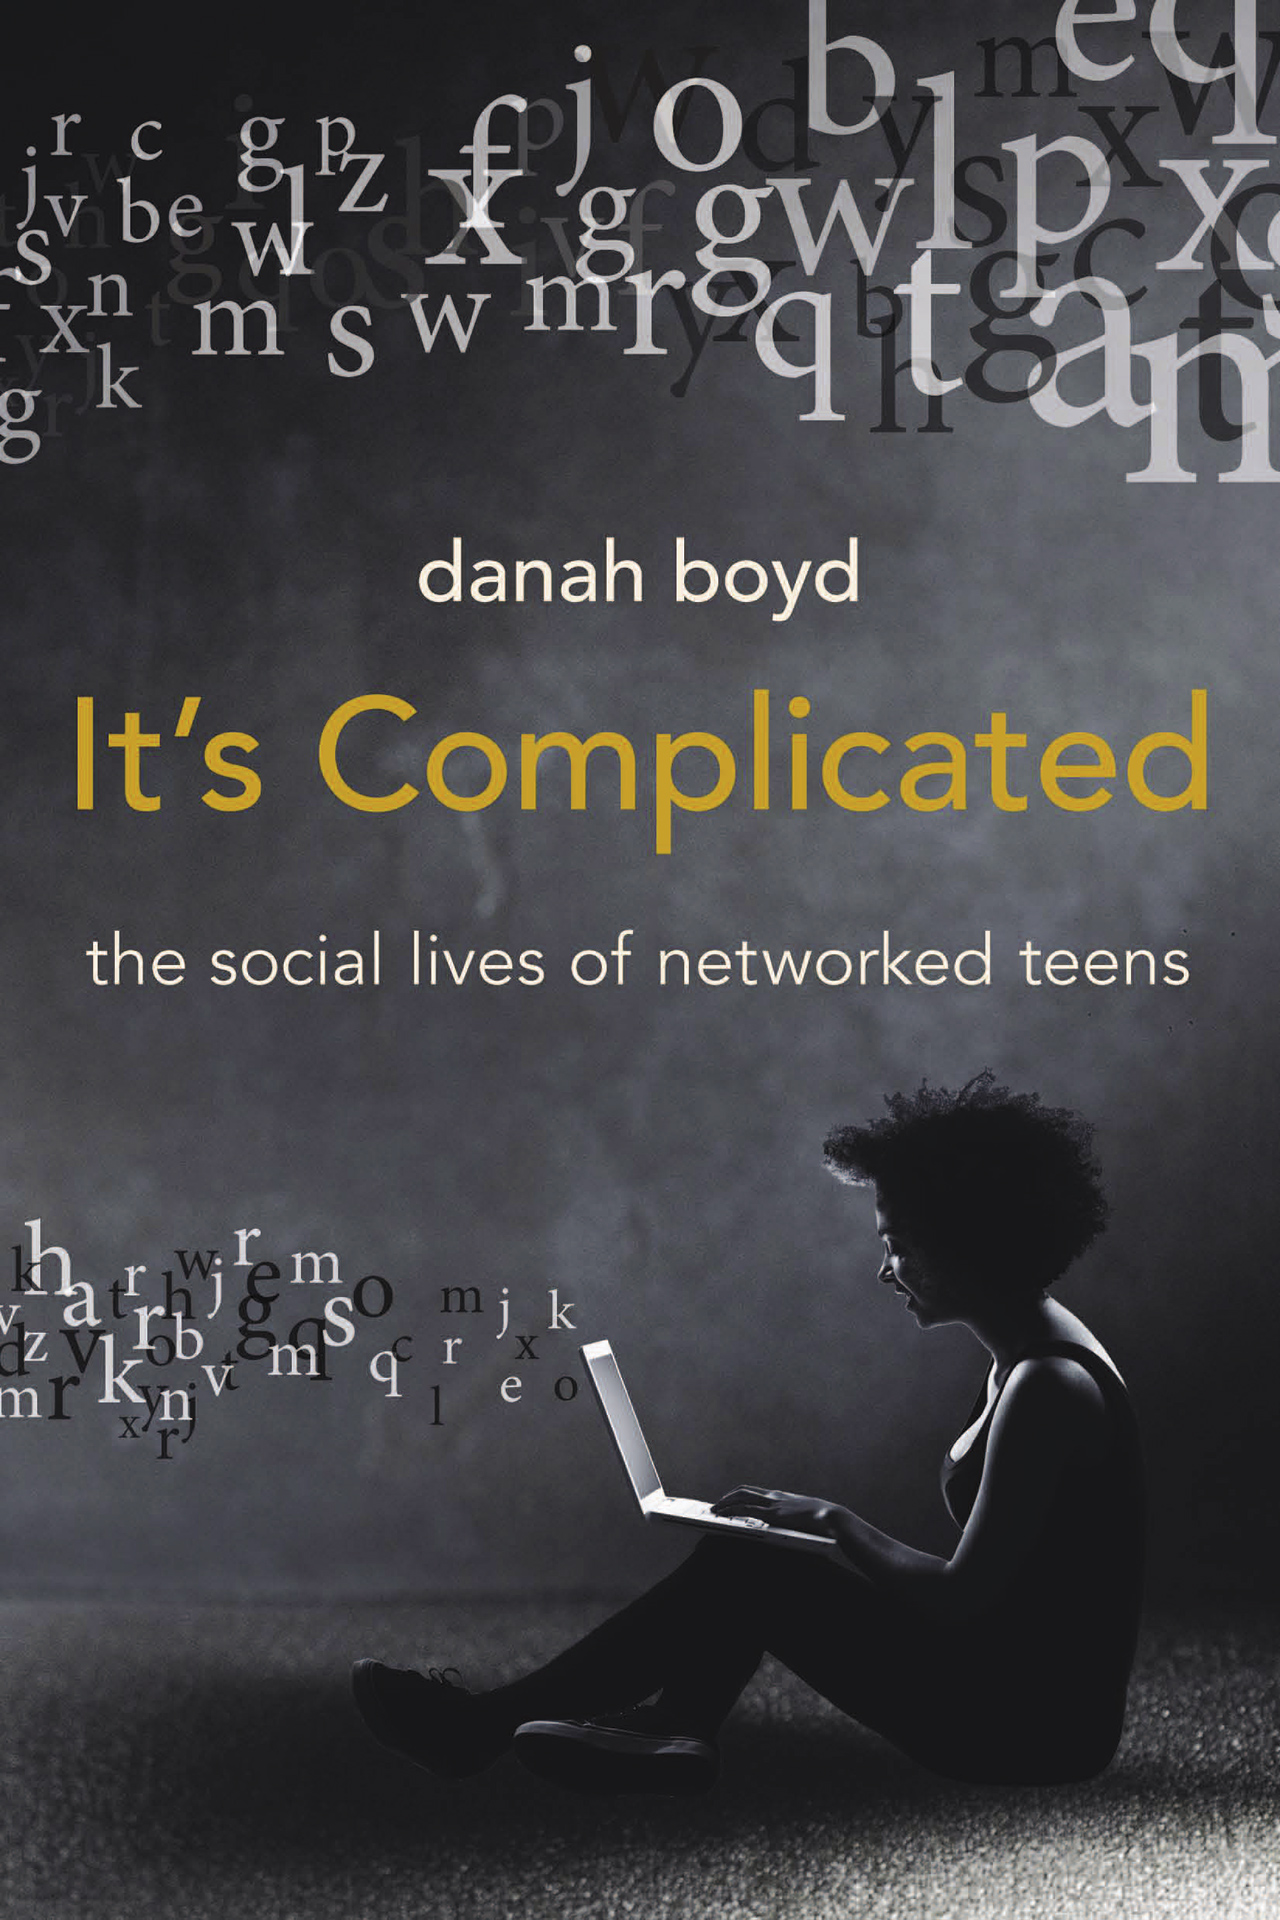 danah boyd
It's Complicated
the social lives of networked teens